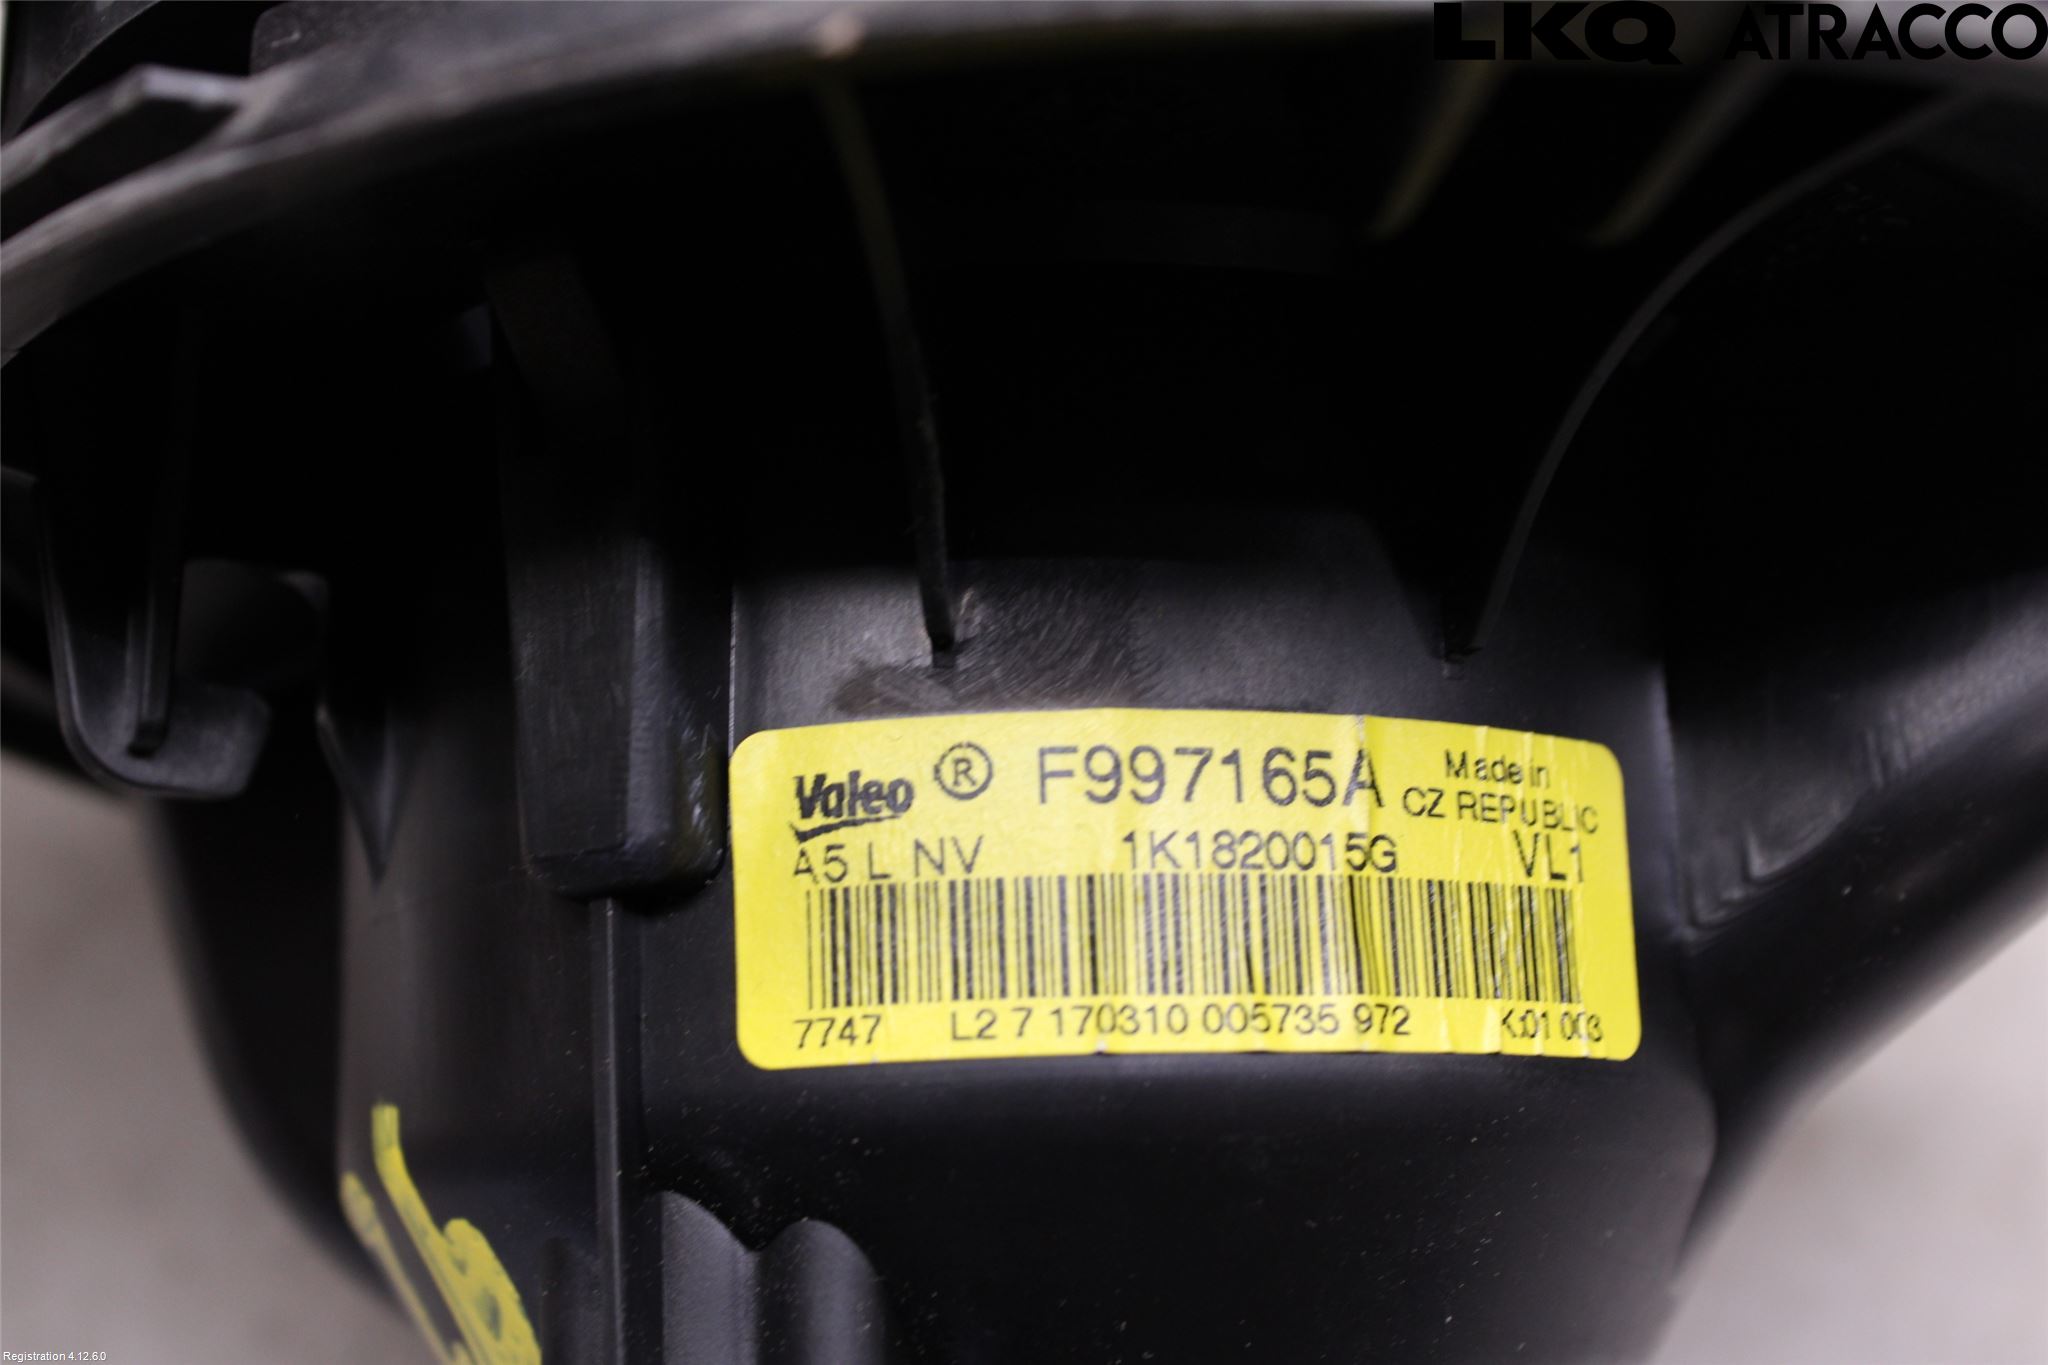 LKQ ATRACCO
Valeo ® F997165A Made in
CZ REPUBLIC
A5 L NV 1K1820015G VL1
7747 L2 7 170310 005735 972 K:01 003
Registration 4.12.6.0